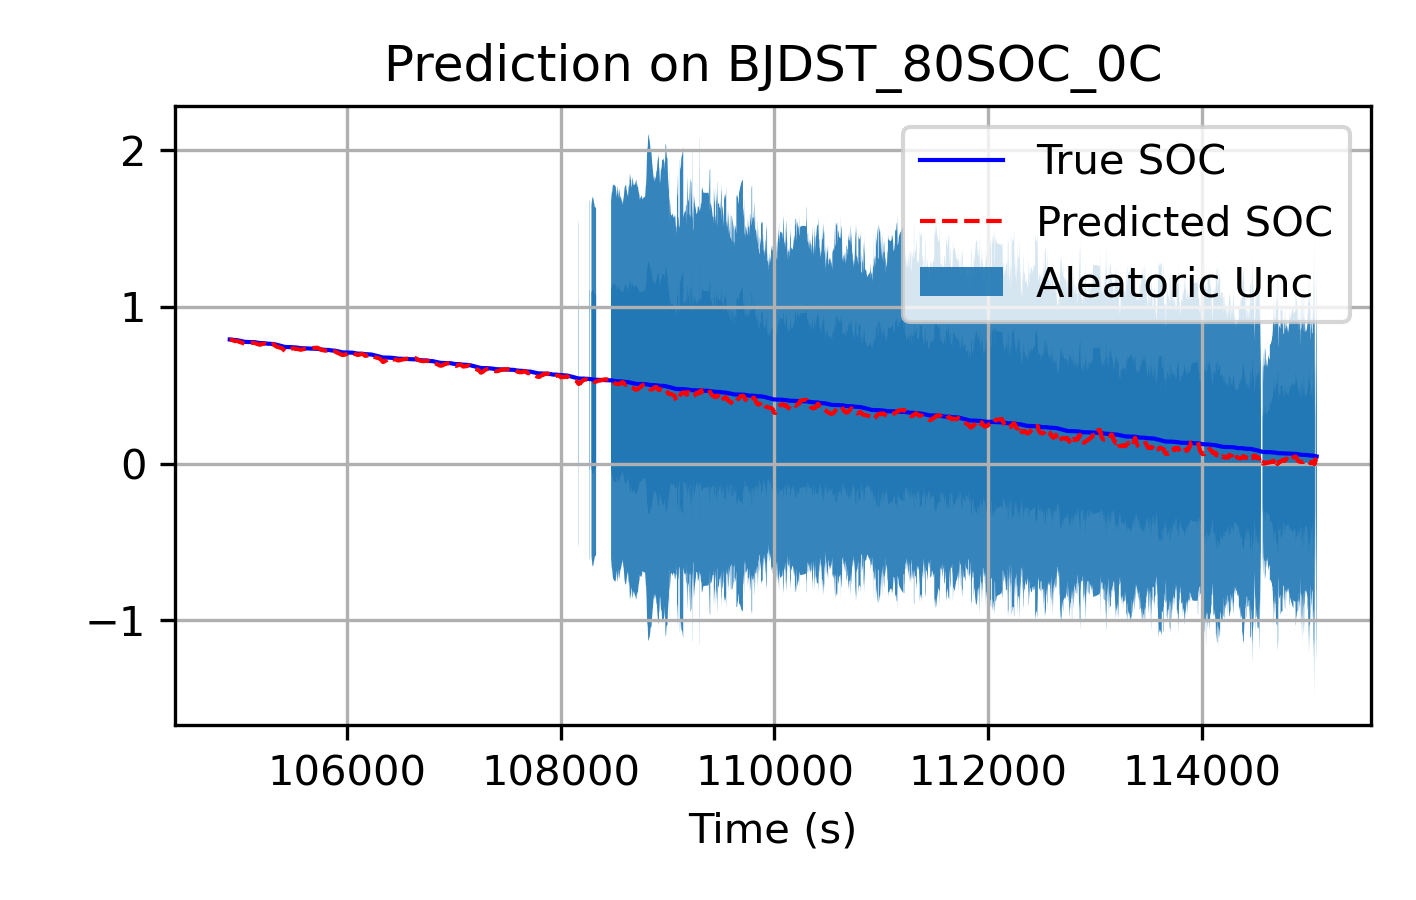 Prediction on BJDST_80SOC_0C
True SOC
Predicted SOC
Aleatoric Unc
2
1
0
−1
106000 108000 110000 112000 114000
Time (s)